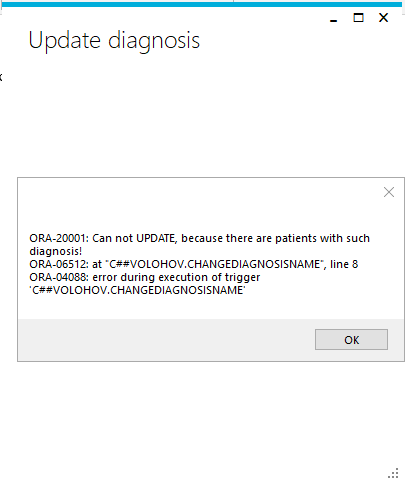 Update diagnosis
ORA-20001: Can not UPDATE, because there are patients with such
diagnosis!
ORA-06512: at "C##VOLOHOV.CHANGEDIAGNOSISNAME", line 8
ORA-04088: error during execution of trigger
'C##VOLOHOV.CHANGEDIAGNOSISNAME'
OK